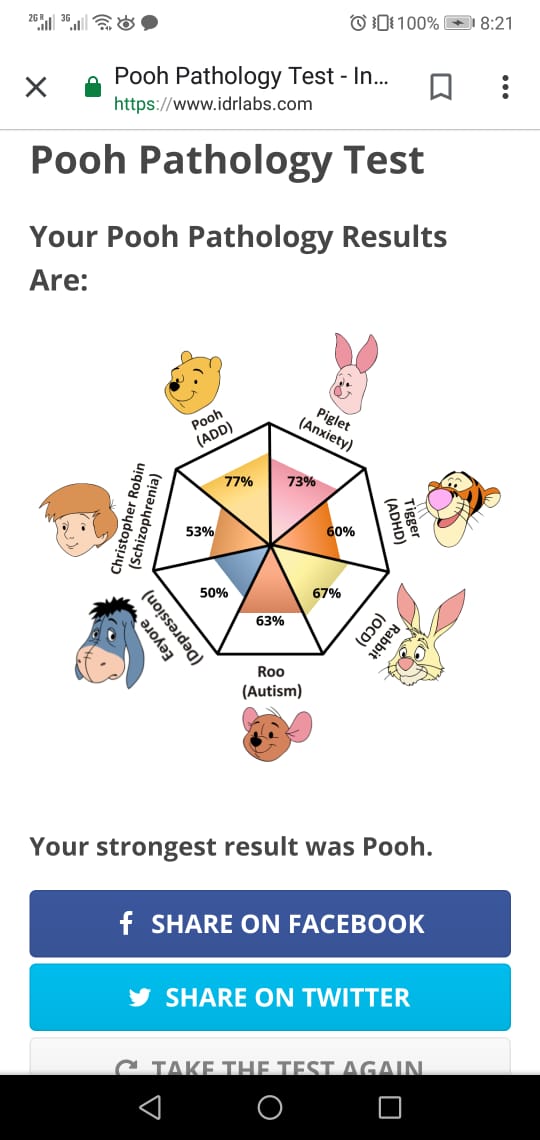 2G R 3G 100% 8:21
Pooh Pathology Test - In...
https://www.idrlabs.com
Pooh Pathology Test
Your Pooh Pathology Results
Are:
Pooh
(ADD)
Piglet
(Anxiety)
Christopher Robin
(Schizophrenia)
Tigger
(ADHD)
77%
73%
53%
60%
50%
67%
63%
Eeyore
(Depression)
Rabbit
(OCD)
Roo
(Autism)
Your strongest result was Pooh.
f SHARE ON FACEBOOK
SHARE ON TWITTER
TAKE THE TEST AGAIN